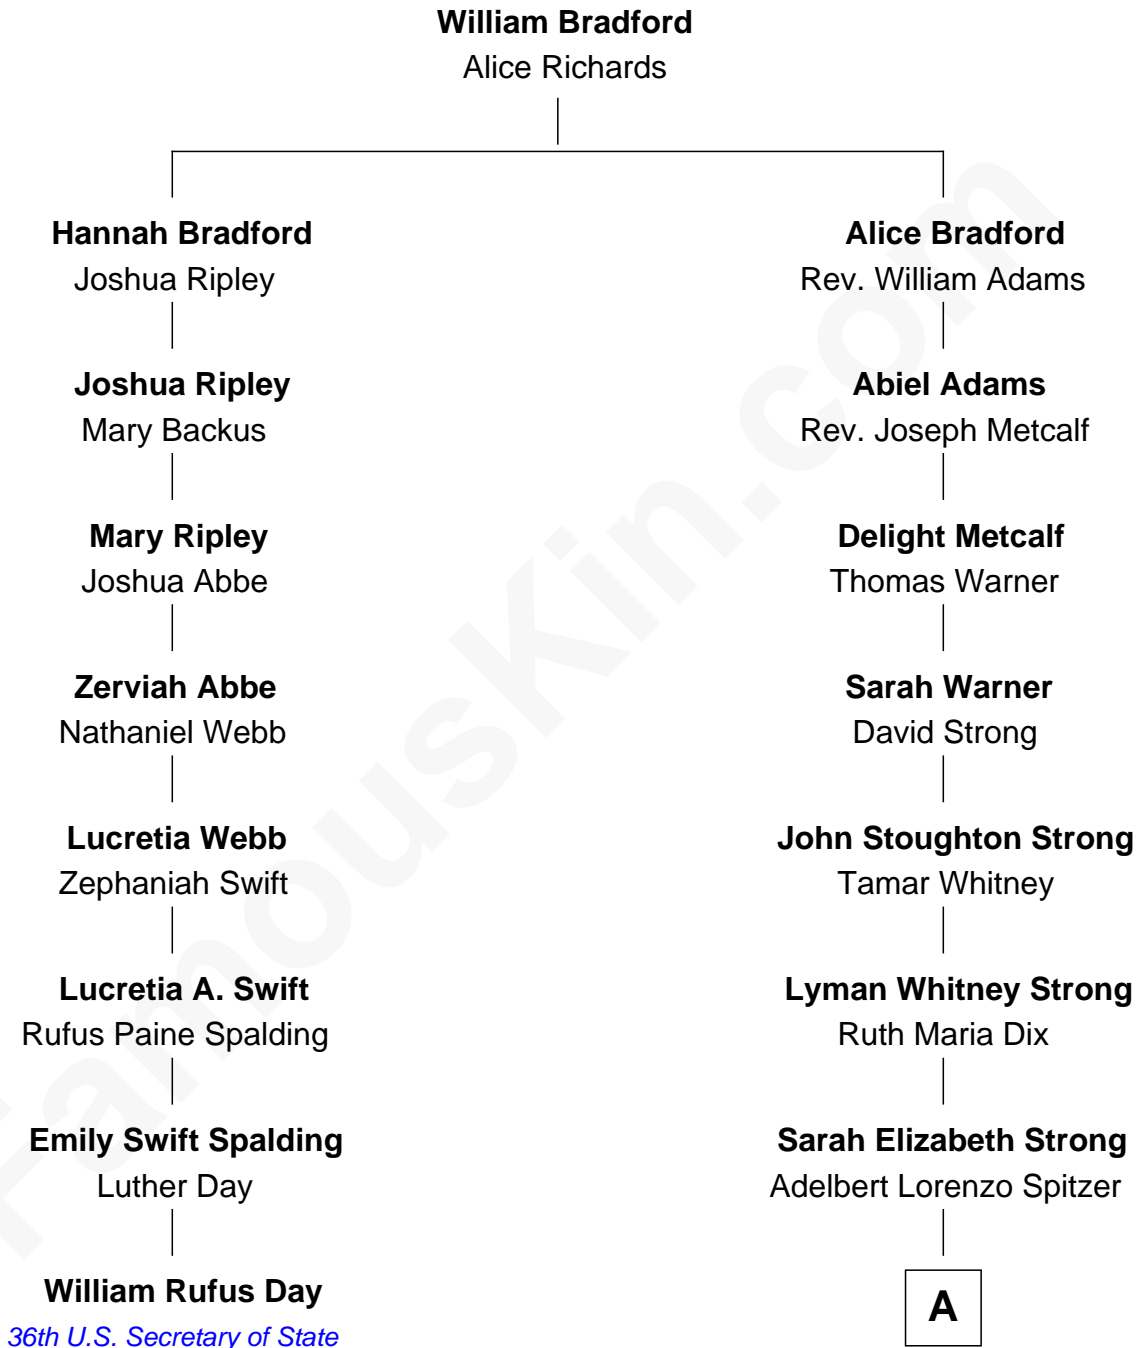 William Bradford
Alice Richards
Hannah Bradford
Joshua Ripley
Alice Bradford
Rev. William Adams
Joshua Ripley
Mary Backus
Abiel Adams
Rev. Joseph Metcalf
Mary Ripley
Joshua Abbe
Delight Metcalf
Thomas Warner
Zerviah Abbe
Nathaniel Webb
Sarah Warner
David Strong
Lucretia Webb
Zephaniah Swift
John Stoughton Strong
Tamar Whitney
Lucretia A. Swift
Rufus Paine Spalding
Lyman Whitney Strong
Ruth Maria Dix
Emily Swift Spalding
Luther Day
Sarah Elizabeth Strong
Adelbert Lorenzo Spitzer
William Rufus Day
36th U.S. Secretary of State
A
FamousKin.com